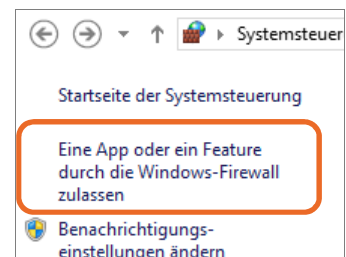 Systemsteuer
Startseite der Systemsteuerung
Eine App oder ein Feature
durch die Windows-Firewall
zulassen
Benachrichtigungs-
einstellungen ändern